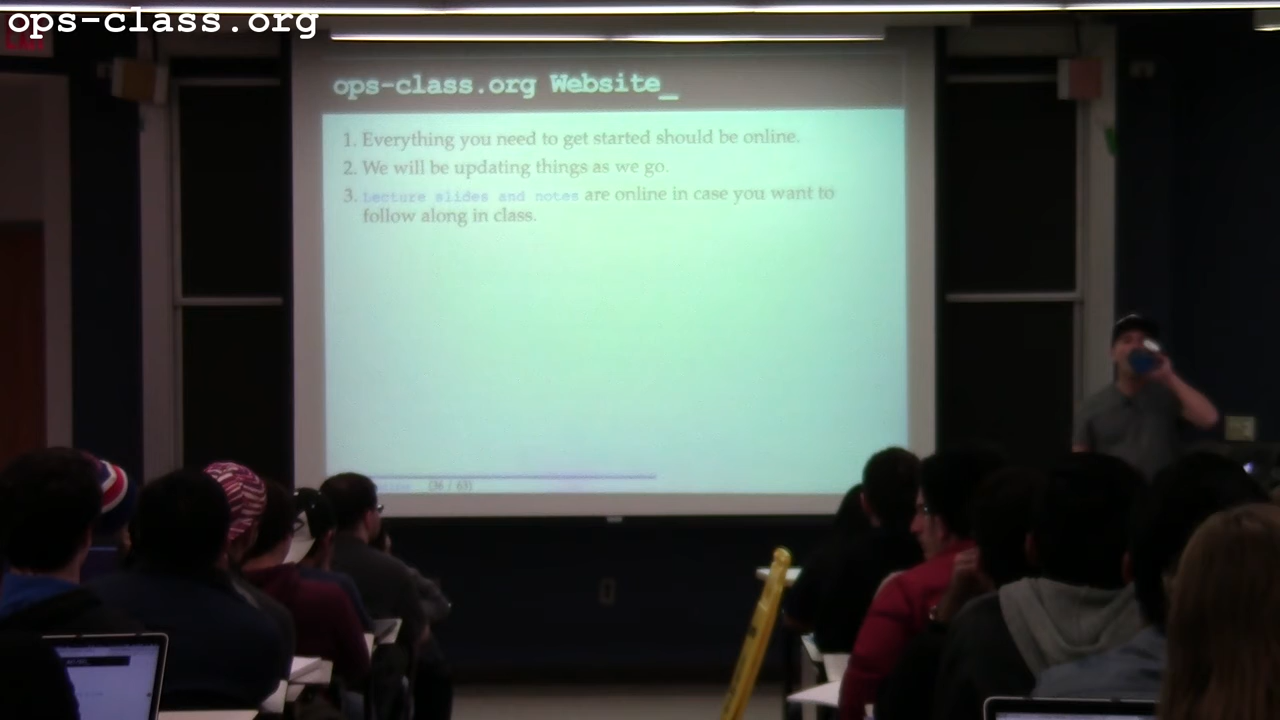 ops-class.org
ops-class.org Website_
1. Everything you need to get started should be online.
2. We will be updating things as we go.
3. Lecture slides and notes are online in case you want to
follow along in class.
(36 / 63)